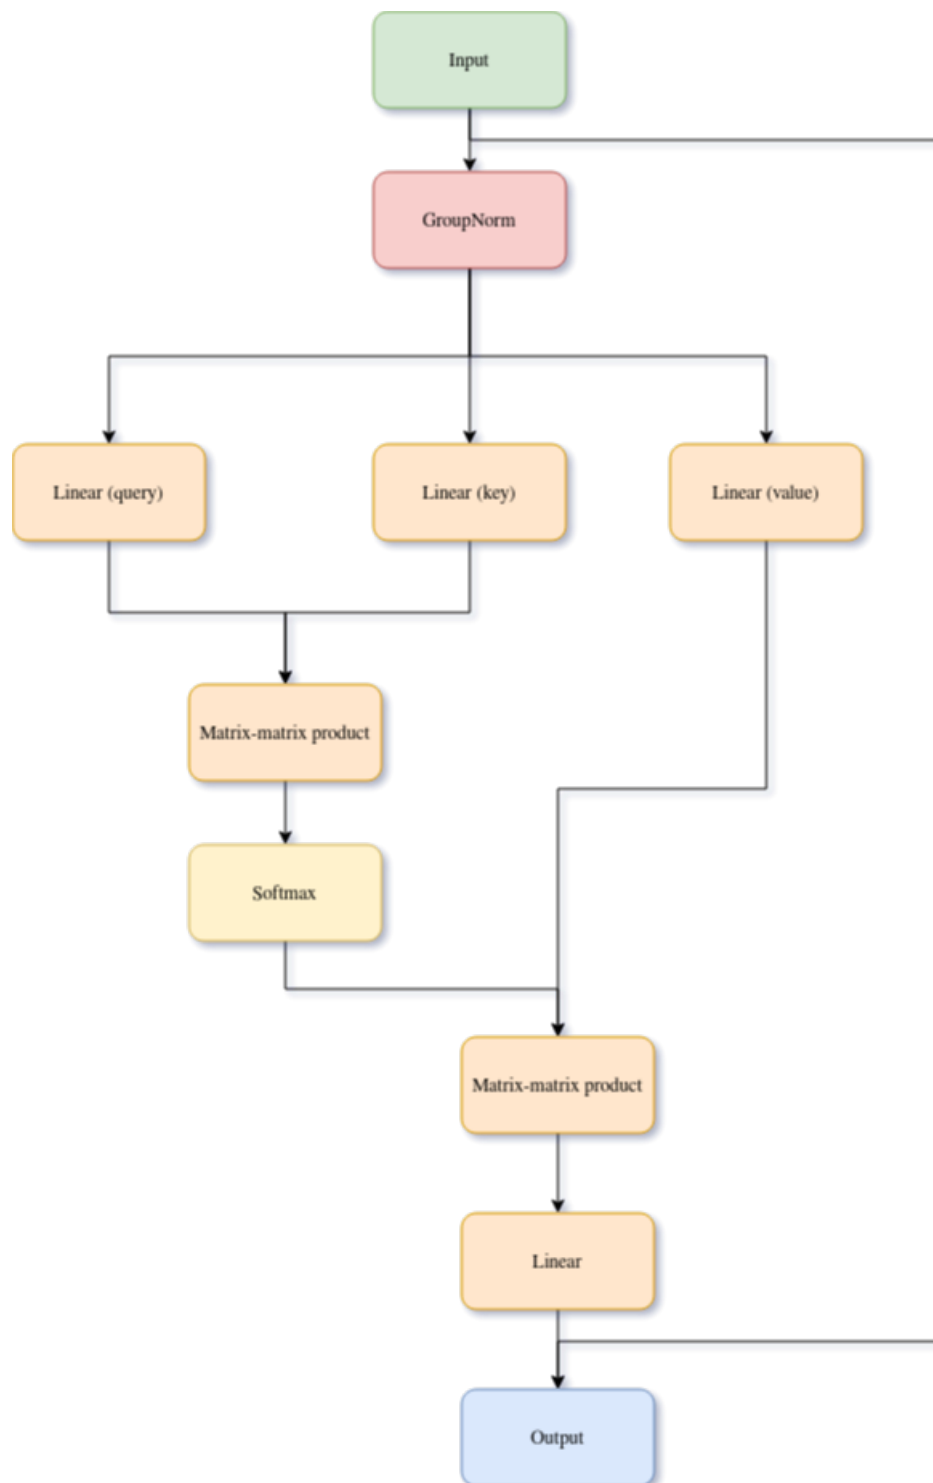 Input
GroupNorm
Linear (query)
Linear (key)
Linear (value)
Matrix-matrix product
Softmax
Matrix-matrix product
Linear
Output